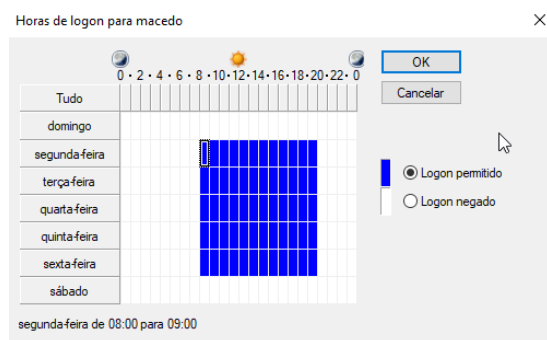 Horas de logon para macedo
0 · 2 · 4 · 6 · 8 · 10 · 12 · 14 · 16 · 18 · 20 · 22 · 0
OK
Tudo
Cancelar
domingo
segunda-feira
terça-feira
Logon permitido
quarta-feira
Logon negado
quinta-feira
sexta-feira
sábado
segunda-feira de 08:00 para 09:00